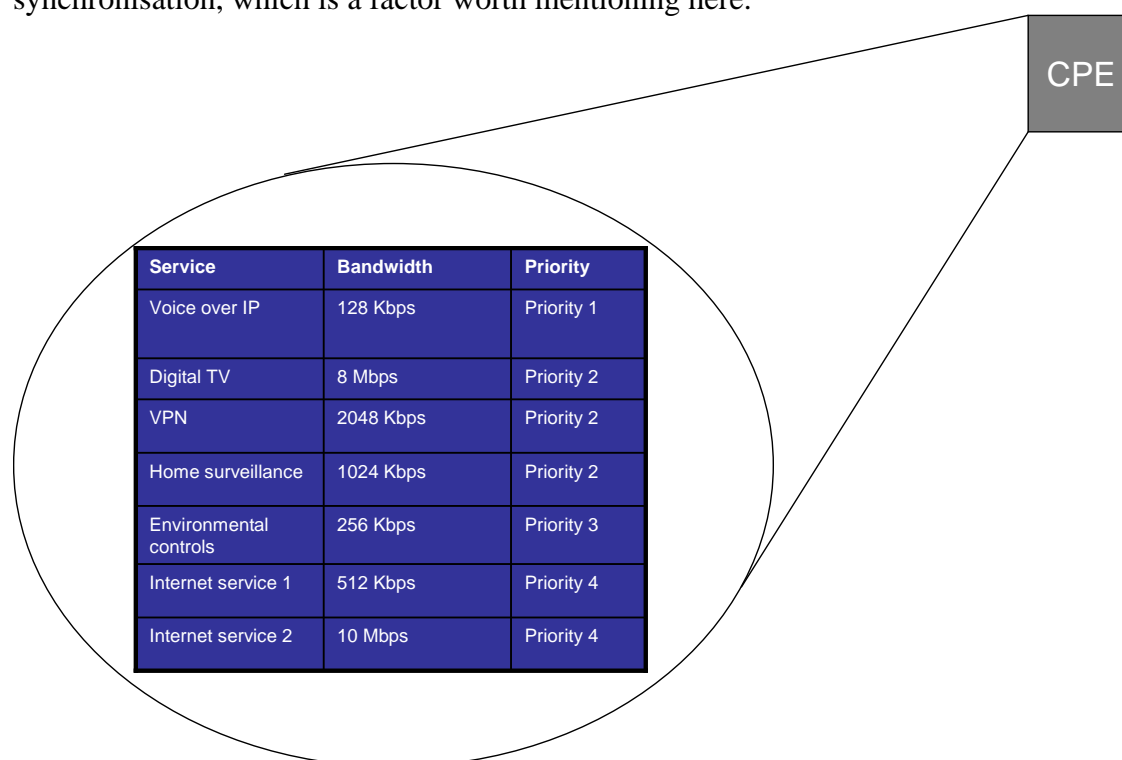 synchronisation, which is a factor worth mentioning here.
CPE
Service Bandwidth Priority
Voice over IP 128 Kbps Priority 1
Digital TV 8 Mbps Priority 2
VPN 2048 Kbps Priority 2
Home surveillance 1024 Kbps Priority 2
Environmental 256 Kbps Priority 3
controls
Internet service 1 512 Kbps Priority 4
Internet service 2 10 Mbps Priority 4